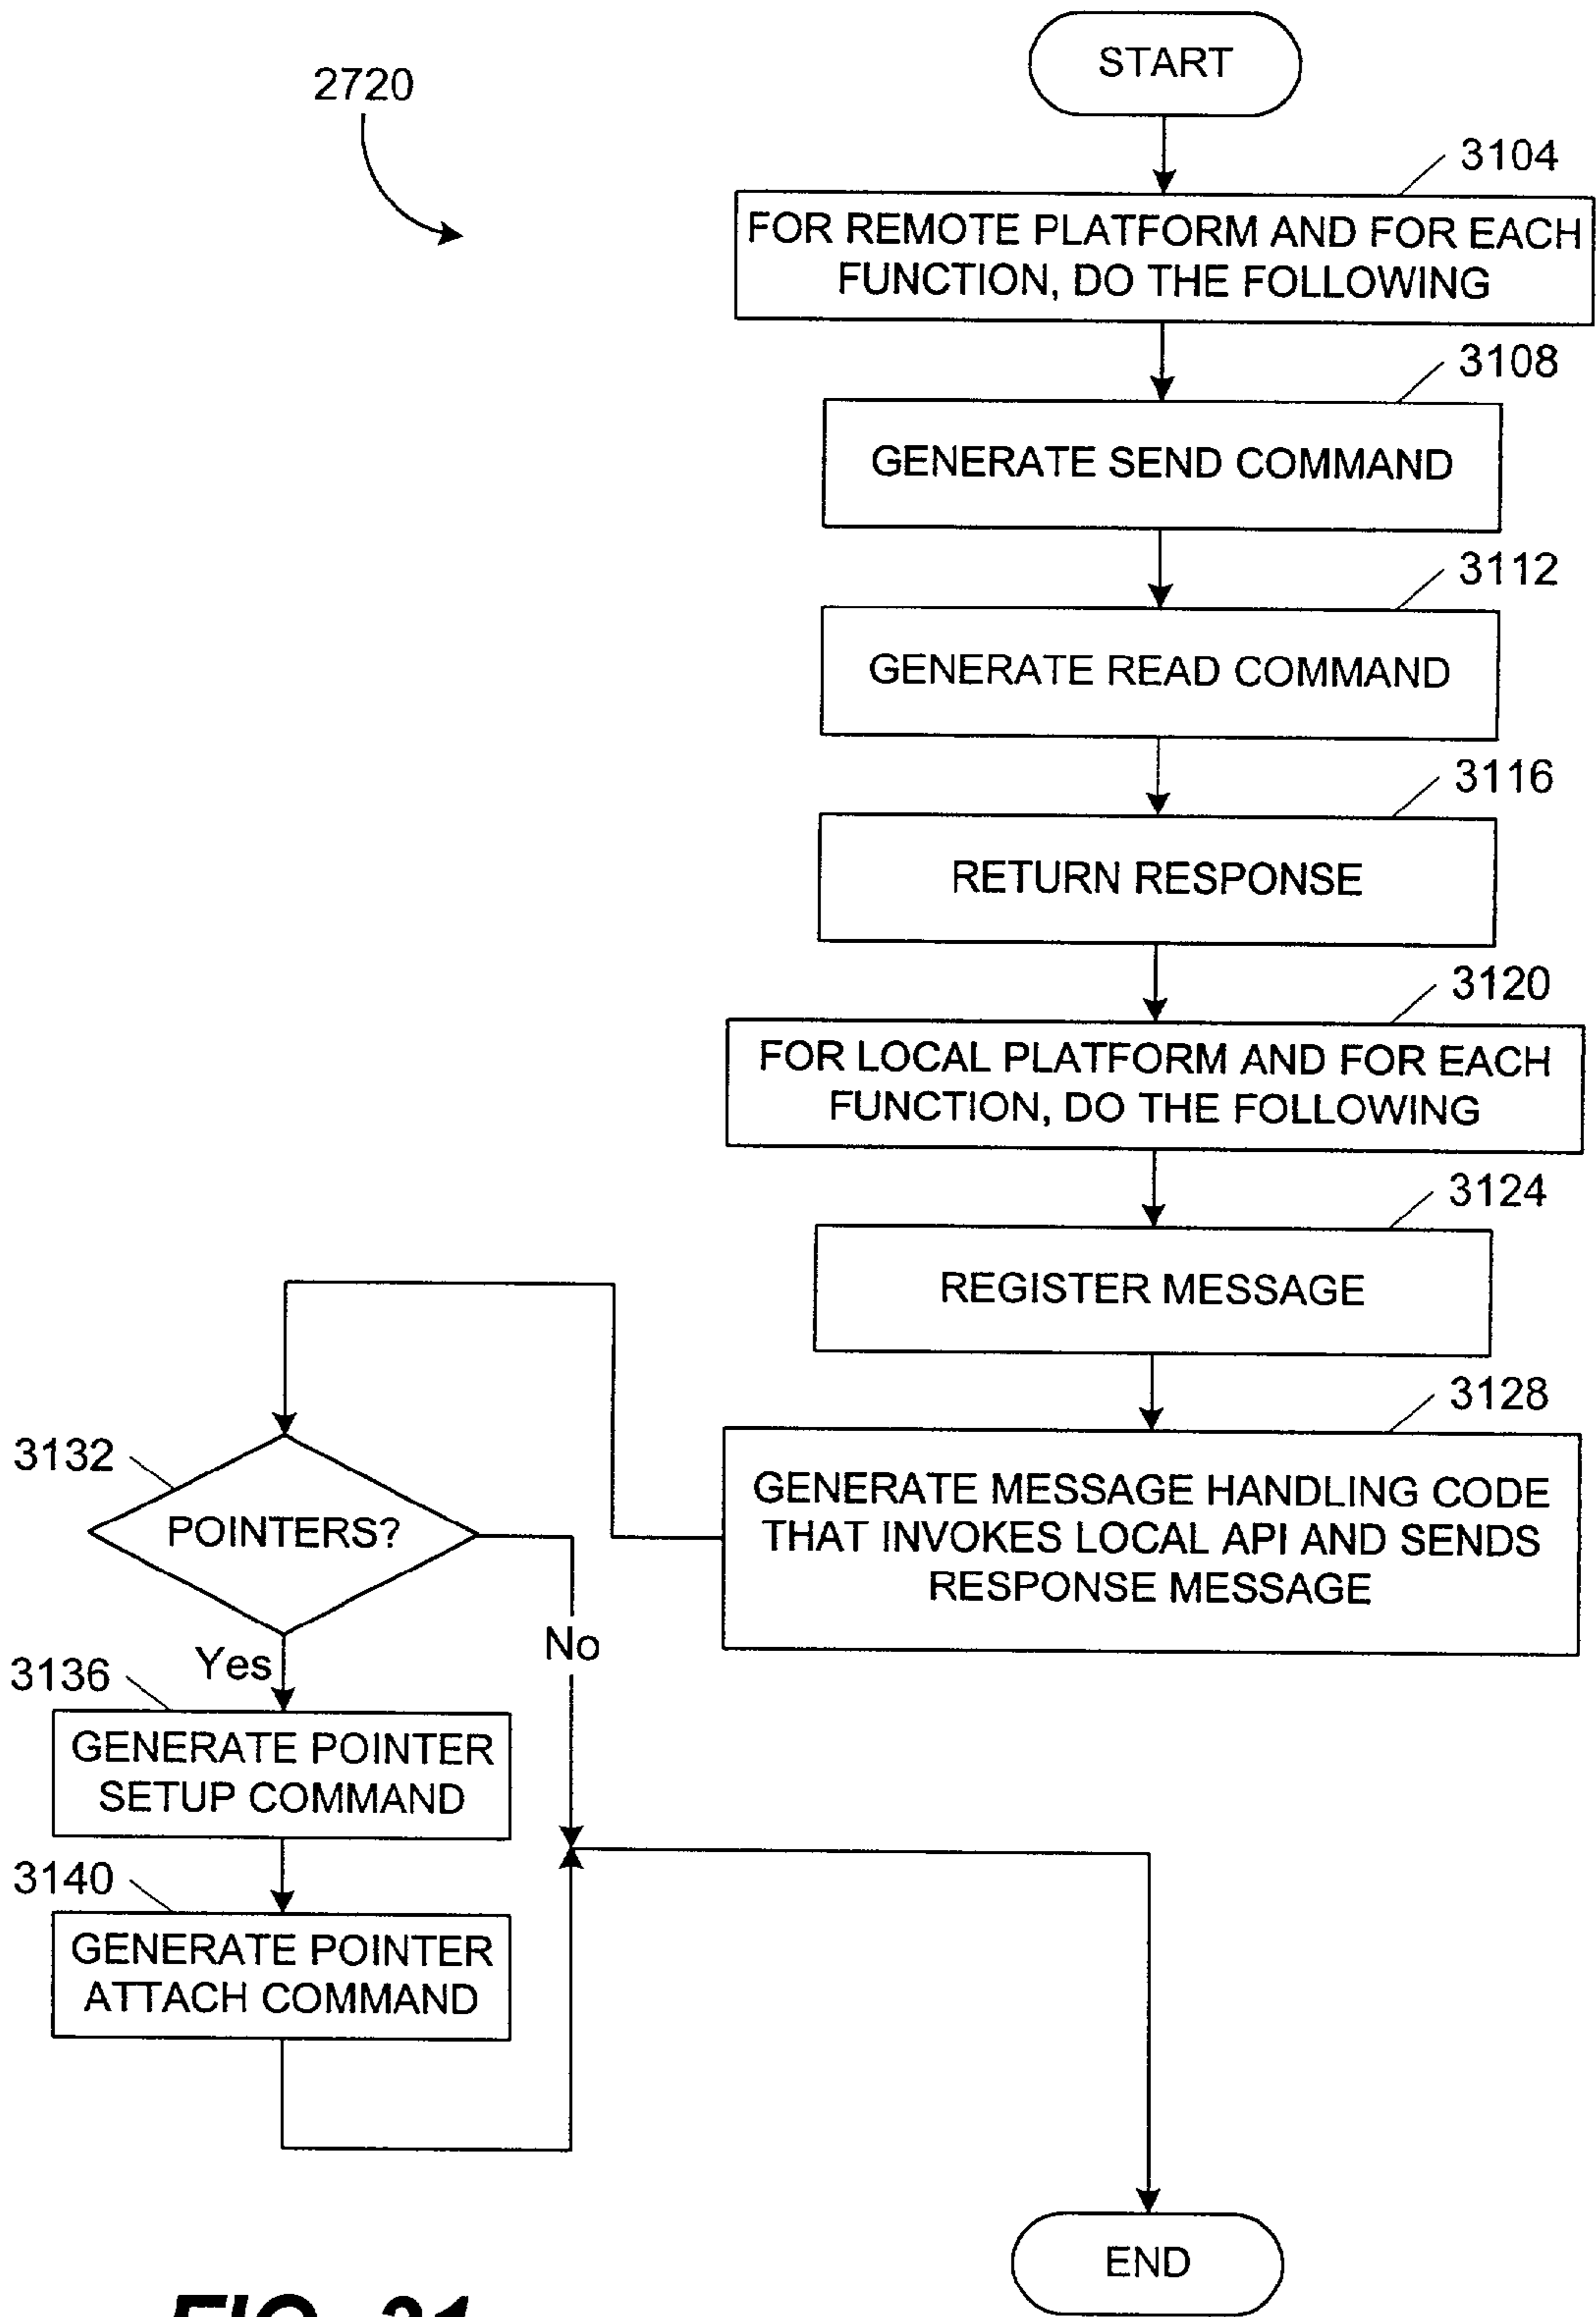 START
2720
3104
FOR REMOTE PLATFORM AND FOR EACH
FUNCTION, DO THE FOLLOWING
3108
GENERATE SEND COMMAND
3112
GENERATE READ COMMAND
3116
RETURN RESPONSE
3120
FOR LOCAL PLATFORM AND FOR EACH
FUNCTION, DO THE FOLLOWING
3124
REGISTER MESSAGE
3128
GENERATE MESSAGE HANDLING CODE
THAT INVOKES LOCAL API AND SENDS
RESPONSE MESSAGE
3132
POINTERS?
Yes
No
3136
GENERATE POINTER
SETUP COMMAND
3140
GENERATE POINTER
ATTACH COMMAND
END
FIG. 31